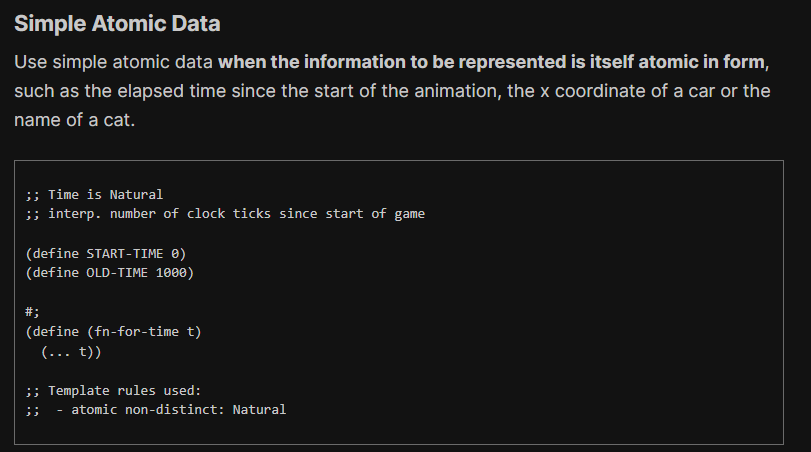 Simple Atomic Data
Use simple atomic data when the information to be represented is itself atomic in form,
such as the elapsed time since the start of the animation, the x coordinate of a car or the
name of a cat.
;; Time is Natural
;; interp. number of clock ticks since start of game
(define START-TIME 0)
(define OLD-TIME 1000)
#;
(define (fn-for-time t)
  (... t))
;; Template rules used:
;;  - atomic non-distinct: Natural